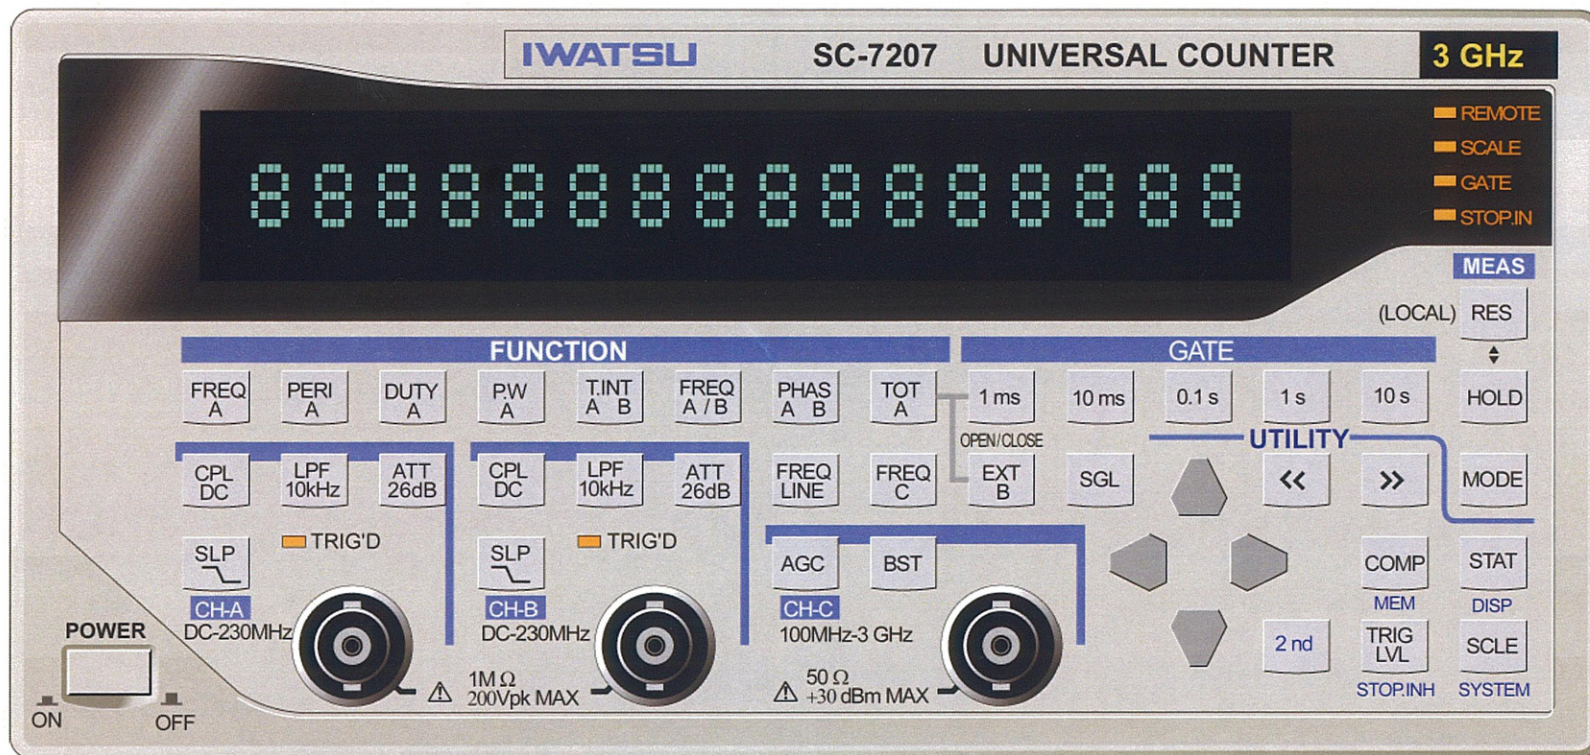 IWATSU SC-7207 UNIVERSAL COUNTER 3 GHz
REMOTE
SCALE
GATE
STOP.IN
8888888888888888
MEAS
(LOCAL) RES
FUNCTION GATE
FREQ A
PERI A
DUTY A
P.W A
T.INT A B
FREQ A / B
PHAS A B
TOT A
1 ms
10 ms
0.1 s
1 s
10 s
HOLD
OPEN/CLOSE
UTILITY
CPL DC
LPF 10kHz
ATT 26dB
CPL DC
LPF 10kHz
ATT 26dB
FREQ LINE
FREQ C
EXT B
SGL
<<
>>
MODE
SLP
TRIG'D
SLP
TRIG'D
AGC
BST
COMP
STAT
CH-A
CH-B
CH-C
MEM
DISP
DC-230MHz
DC-230MHz
100MHz-3 GHz
POWER
2 nd
TRIG LVL
SCLE
⚠ 1M Ω
200Vpk MAX
⚠ 50 Ω
+30 dBm MAX
STOP.INH
SYSTEM
ON
OFF